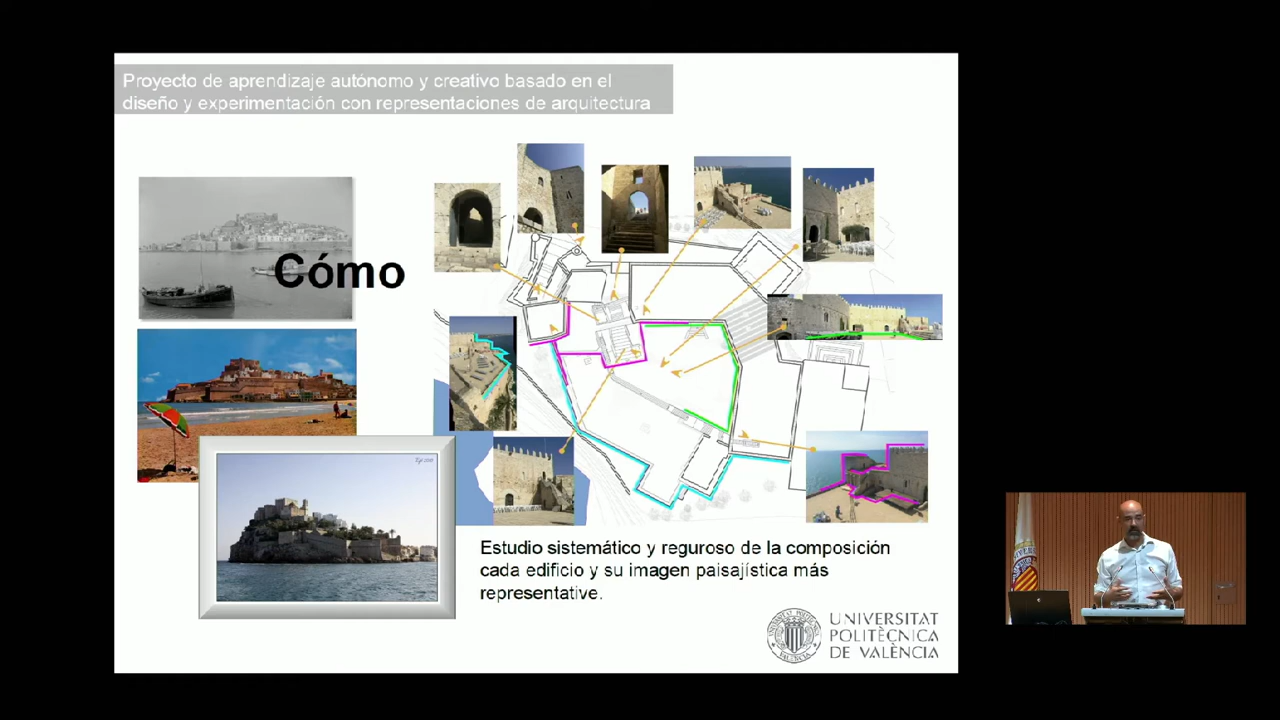 Proyecto de aprendizaje autónomo y creativo basado en el
diseño y experimentación con representaciones de arquitectura
Cómo
Estudio sistemático y reguroso de la composición
cada edificio y su imagen paisajística más
representative.
UNIVERSITAT
POLITÈCNICA
DE VALÈNCIA